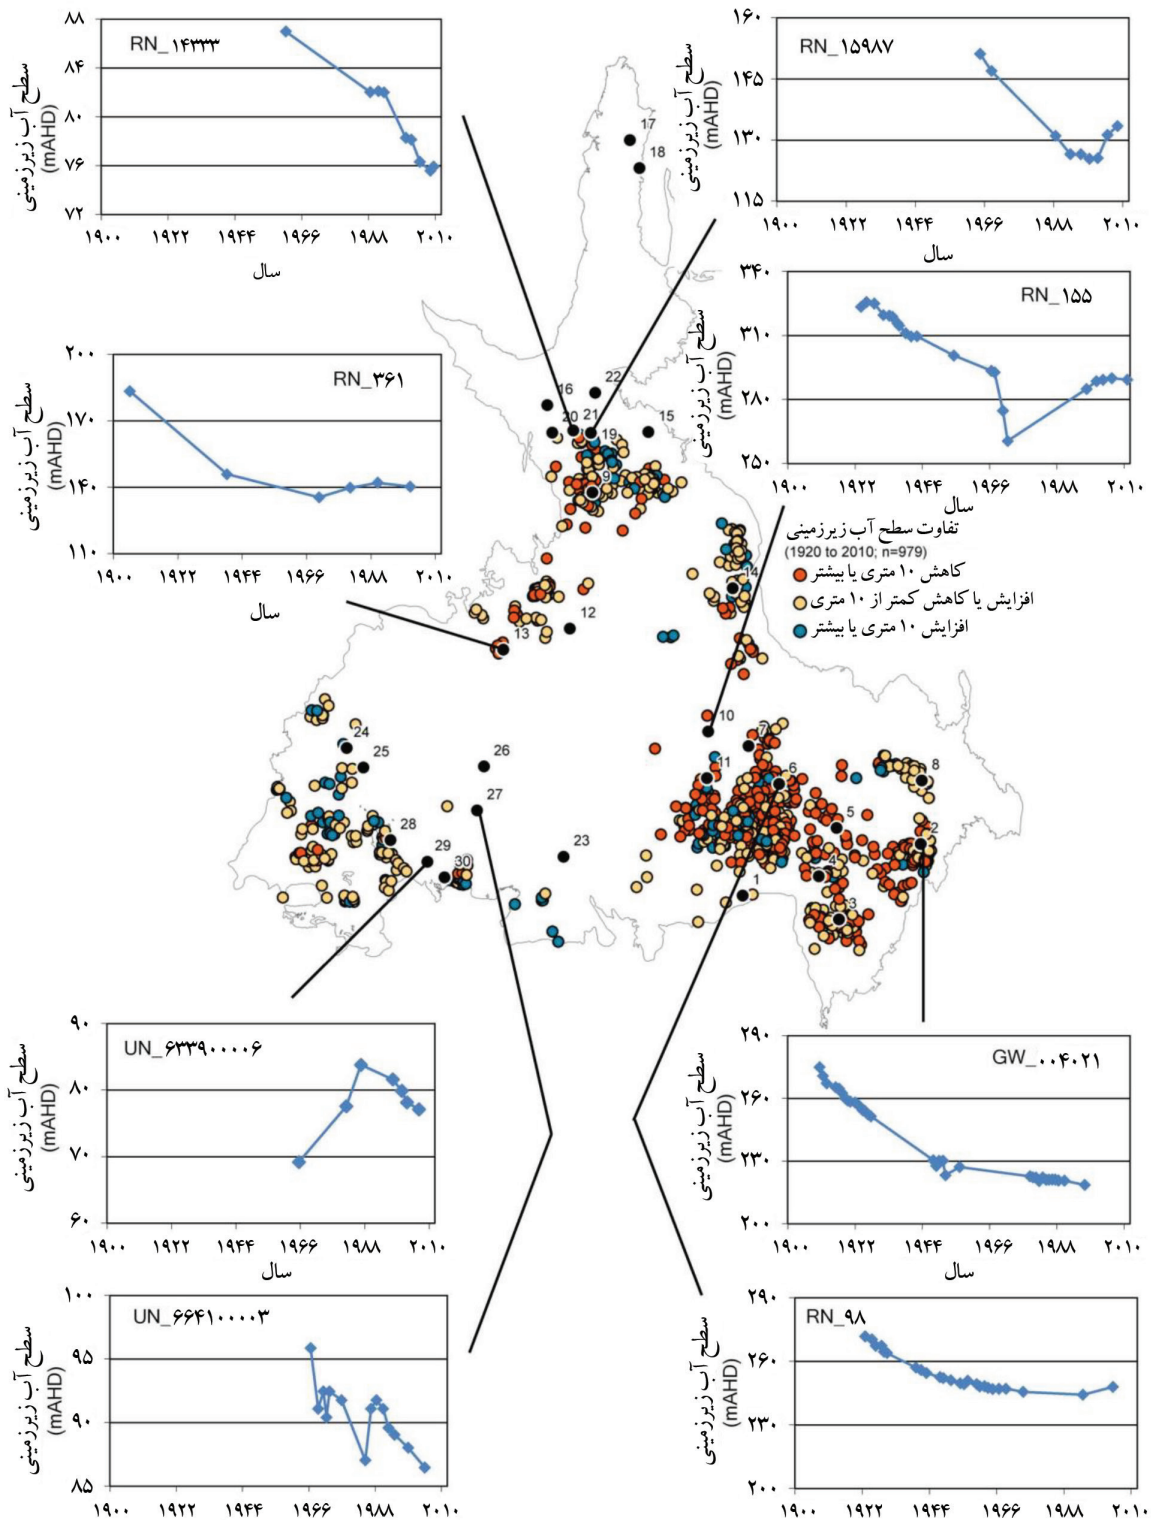 RN_۱۴۳۳۳
سطح آب زیرزمینی
(mAHD)
۸۸
۸۴
۸۰
۷۶
۷۲
۱۹۰۰ ۱۹۲۲ ۱۹۴۴ ۱۹۶۶ ۱۹۸۸ ۲۰۱۰
سال
RN_۱۵۹۸۷
سطح آب زیرزمینی
(mAHD)
۱۶۰
۱۴۵
۱۳۰
۱۱۵
۱۹۰۰ ۱۹۲۲ ۱۹۴۴ ۱۹۶۶ ۱۹۸۸ ۲۰۱۰
سال
RN_۱۵۵
سطح آب زیرزمینی
(mAHD)
۳۴۰
۳۱۰
۲۸۰
۲۵۰
۱۹۰۰ ۱۹۲۲ ۱۹۴۴ ۱۹۶۶ ۱۹۸۸ ۲۰۱۰
سال
RN_۳۶۱
سطح آب زیرزمینی
(mAHD)
۲۰۰
۱۷۰
۱۴۰
۱۱۰
۱۹۰۰ ۱۹۲۲ ۱۹۴۴ ۱۹۶۶ ۱۹۸۸ ۲۰۱۰
سال
تفاوت سطح آب زیرزمینی
(1920 to 2010; n=979)
کاهش ۱۰ متری یا بیشتر
افزایش یا کاهش کمتر از ۱۰ متری
افزایش ۱۰ متری یا بیشتر
17
18
22
16
20
21
19
15
9
14
12
13
10
7
24
25
26
11
6
8
27
5
28
2
29
23
30
4
1
3
UN_۶۳۳۹۰۰۰۰۶
سطح آب زیرزمینی
(mAHD)
۹۰
۸۰
۷۰
۶۰
۱۹۰۰ ۱۹۲۲ ۱۹۴۴ ۱۹۶۶ ۱۹۸۸ ۲۰۱۰
سال
GW_۰۰۴۰۲۱
سطح آب زیرزمینی
(mAHD)
۲۹۰
۲۶۰
۲۳۰
۲۰۰
۱۹۰۰ ۱۹۲۲ ۱۹۴۴ ۱۹۶۶ ۱۹۸۸ ۲۰۱۰
سال
UN_۶۶۴۱۰۰۰۰۳
سطح آب زیرزمینی
(mAHD)
۱۰۰
۹۵
۹۰
۸۵
۱۹۰۰ ۱۹۲۲ ۱۹۴۴ ۱۹۶۶ ۱۹۸۸ ۲۰۱۰
RN_۹۸
سطح آب زیرزمینی
(mAHD)
۲۹۰
۲۶۰
۲۳۰
۲۰۰
۱۹۰۰ ۱۹۲۲ ۱۹۴۴ ۱۹۶۶ ۱۹۸۸ ۲۰۱۰